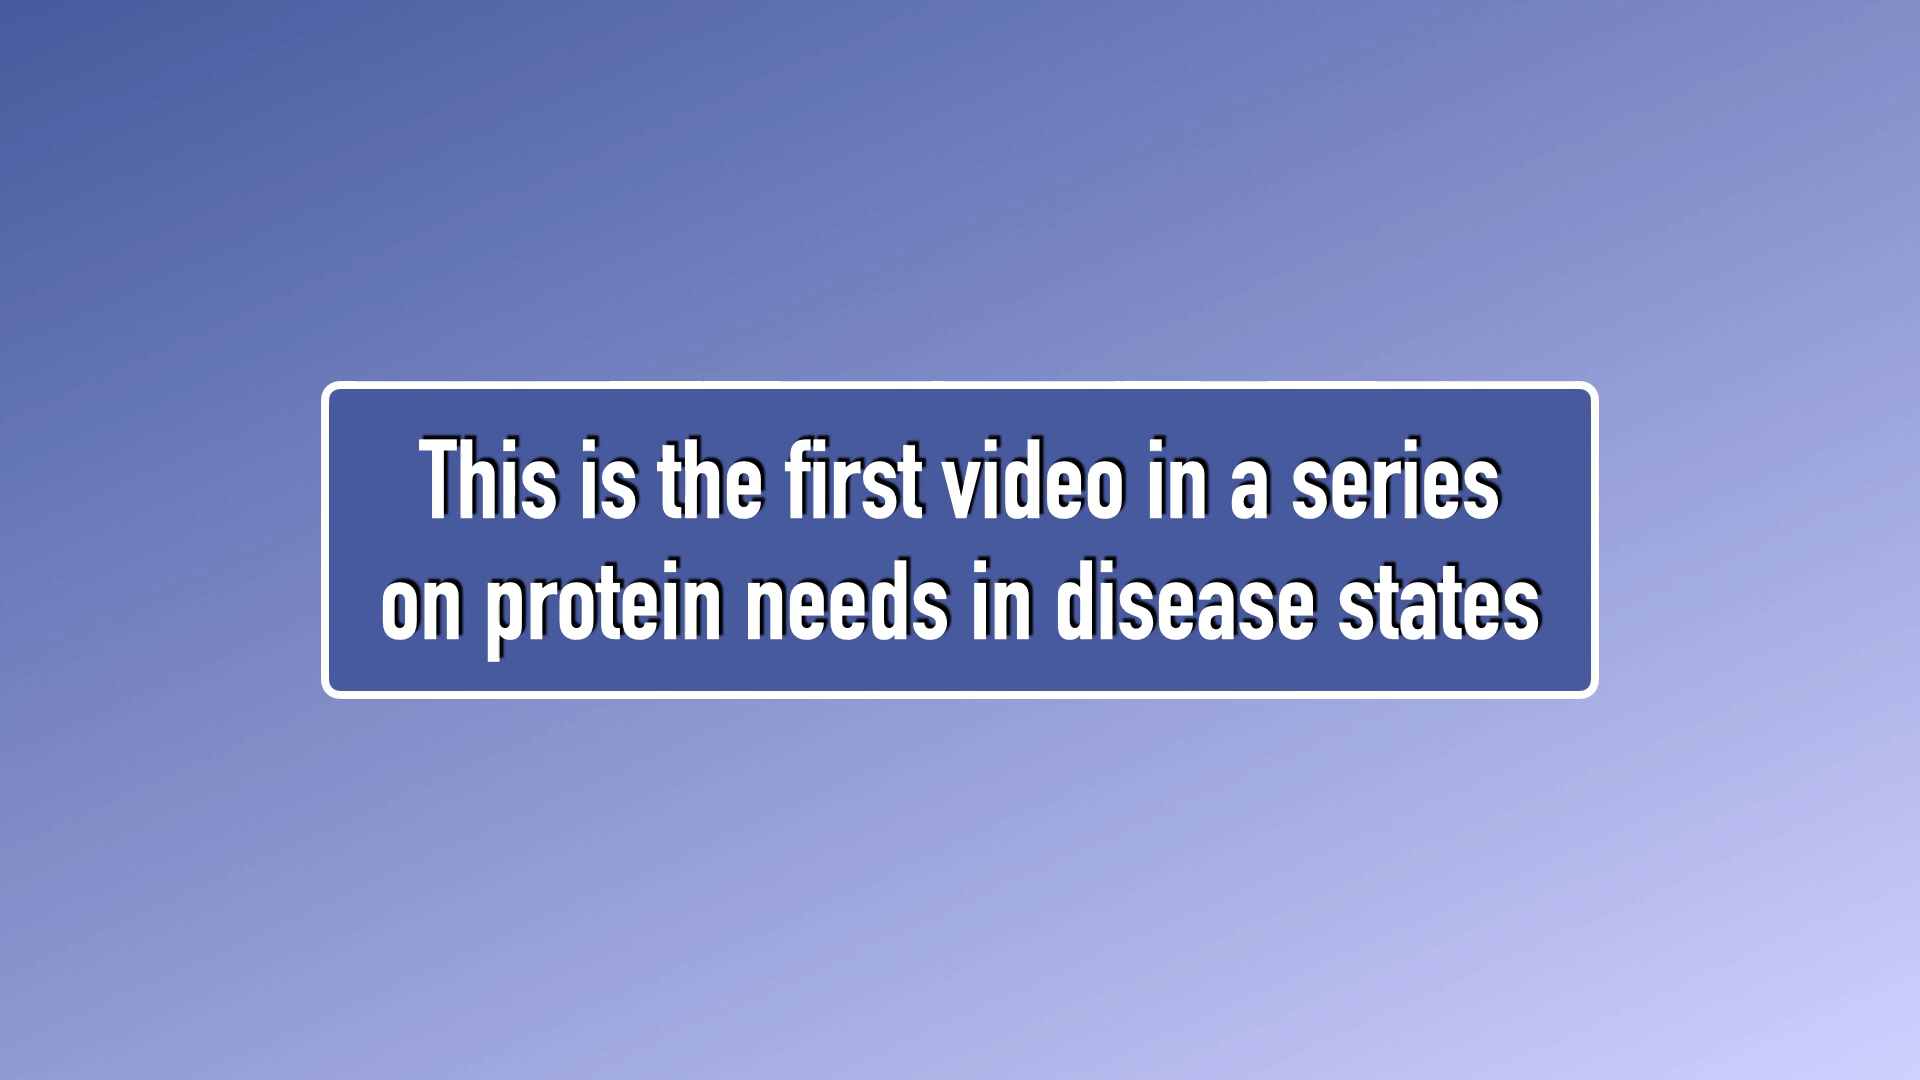 This is the first video in a series
on protein needs in disease states